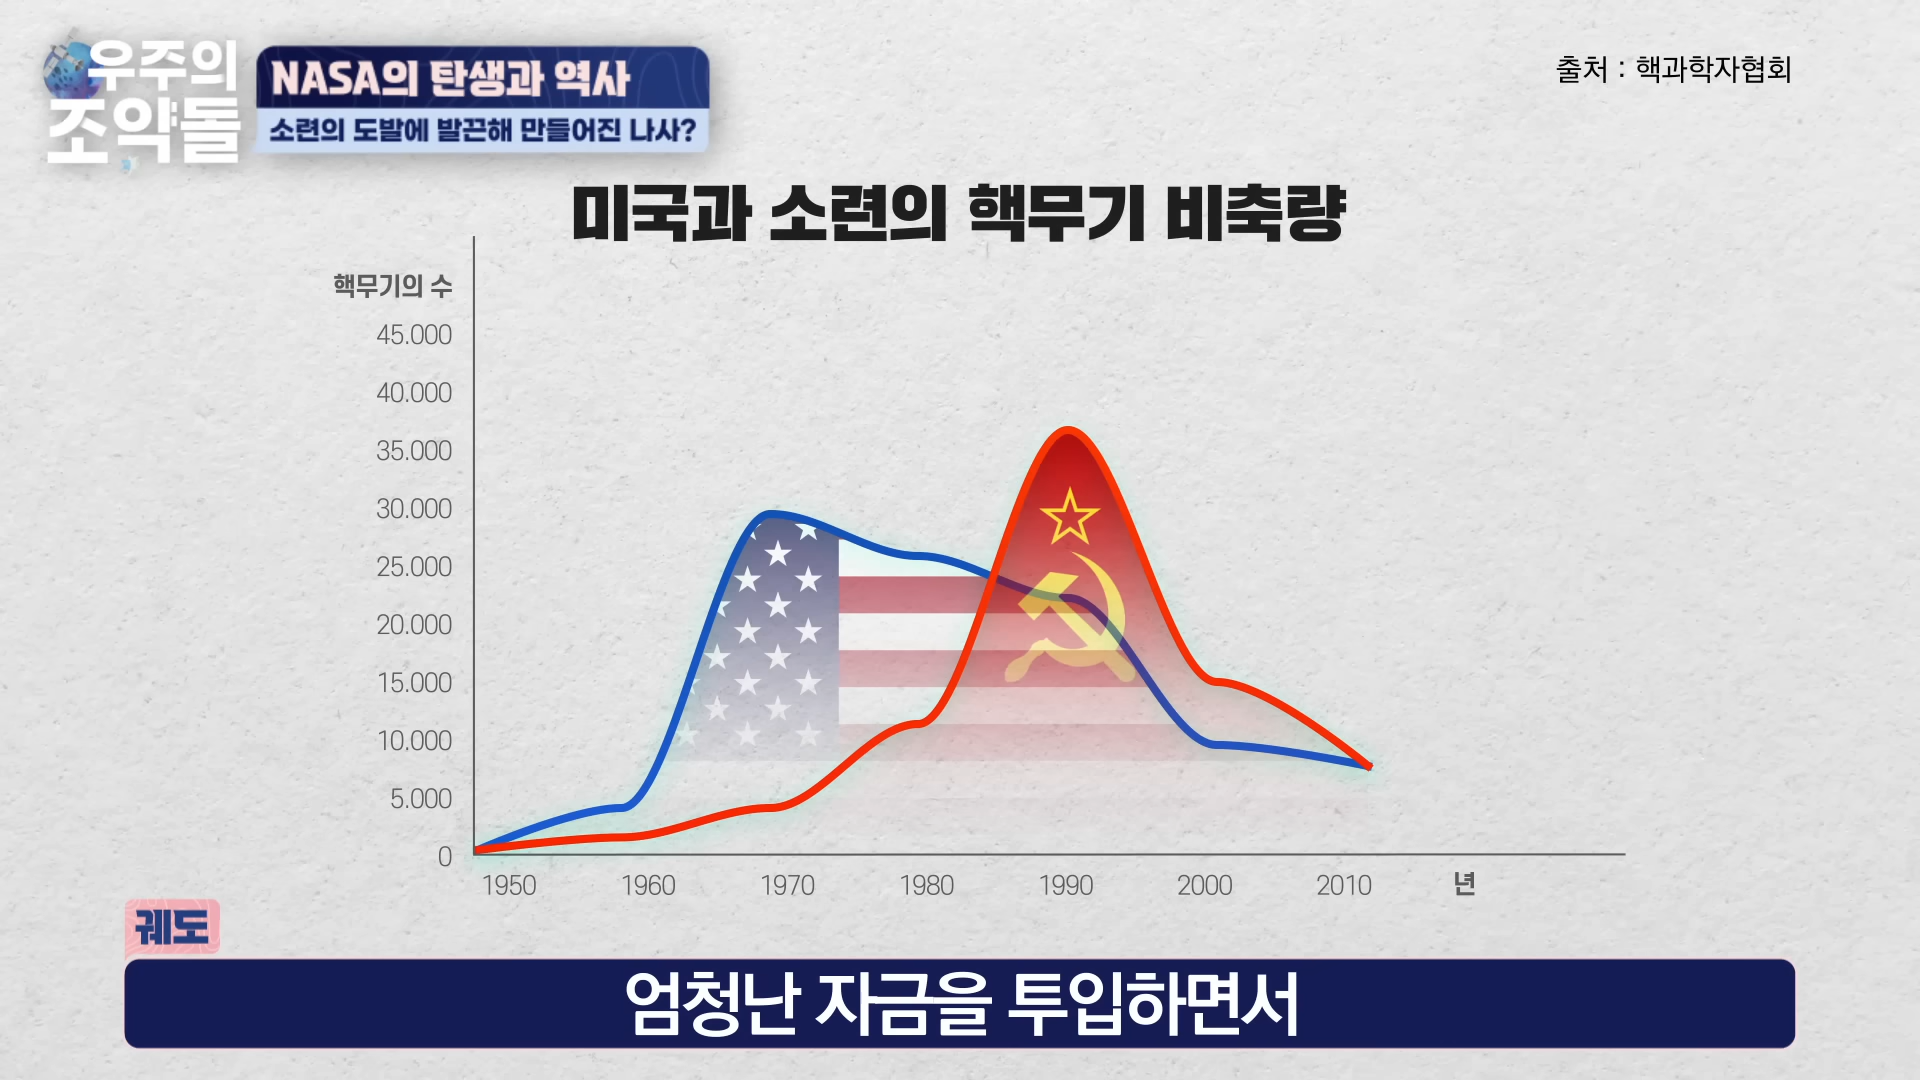 우주의
조약돌
NASA의 탄생과 역사
소련의 도발에 발끈해 만들어진 나사?
출처 : 핵과학자협회
미국과 소련의 핵무기 비축량
핵무기의 수
45.000
40.000
35.000
30.000
25.000
20.000
15.000
10.000
5.000
0
1950 1960 1970 1980 1990 2000 2010 년
궤도
엄청난 자금을 투입하면서